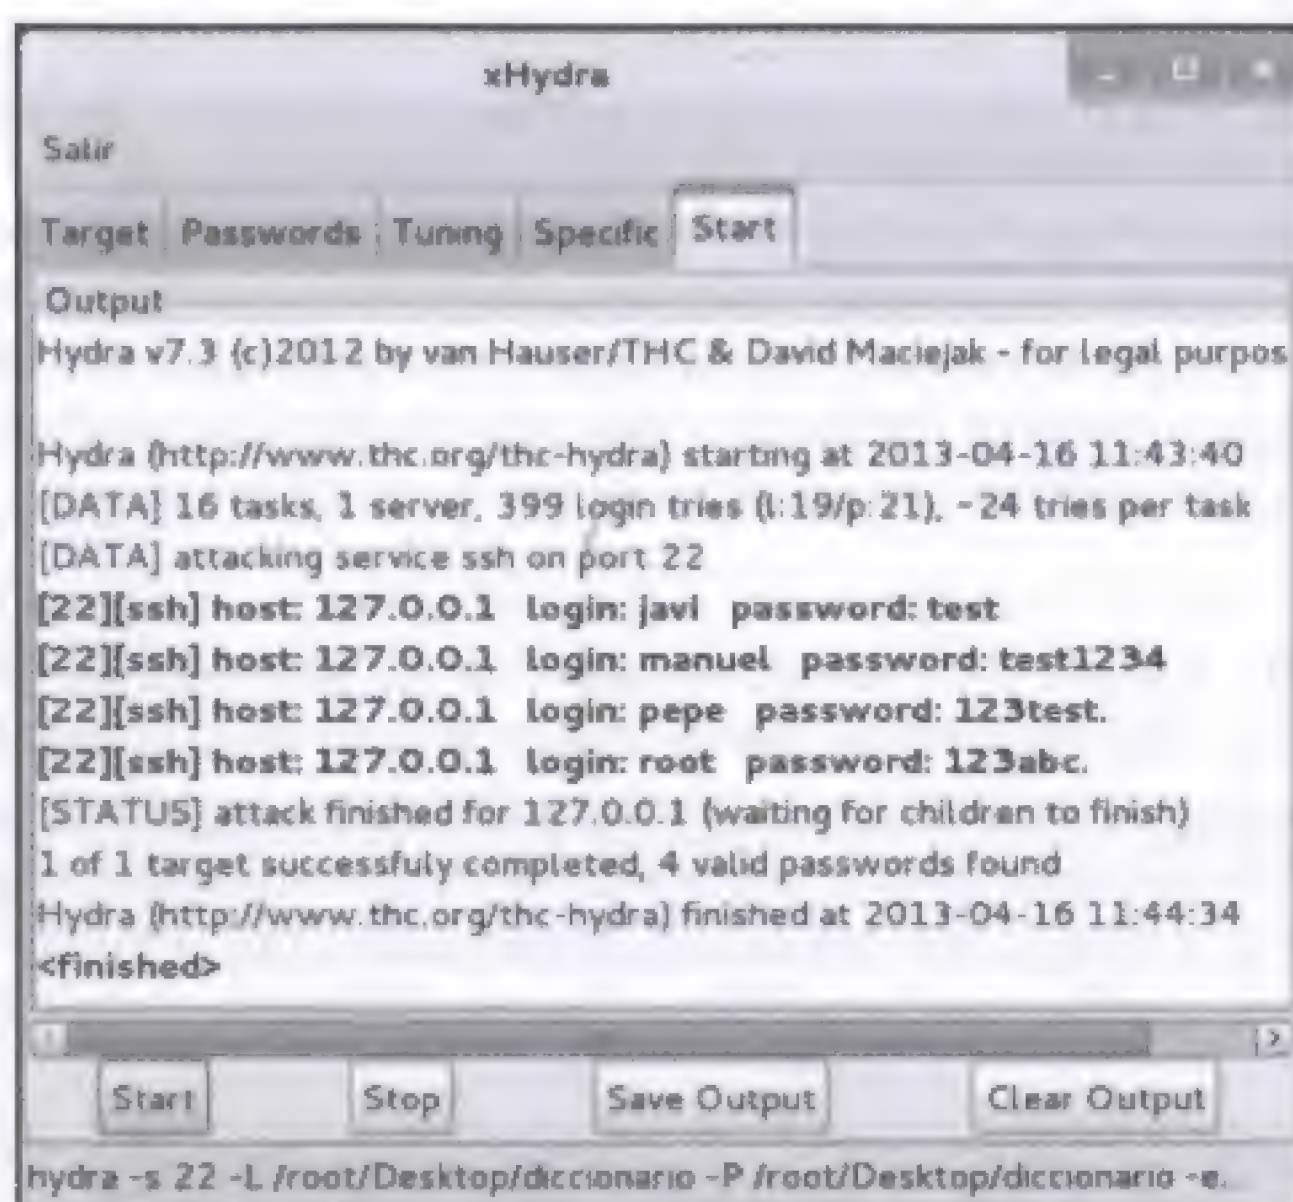 xHydra
Salir
Target Passwords Tuning Specific Start
Output
Hydra v7.3 (c)2012 by van Hauser/THC & David Maciejak - for legal purpos
Hydra (http://www.thc.org/thc-hydra) starting at 2013-04-16 11:43:40
[DATA] 16 tasks, 1 server, 399 login tries (l:19/p:21), ~24 tries per task
[DATA] attacking service ssh on port 22
[22][ssh] host: 127.0.0.1 login: javi password: test
[22][ssh] host: 127.0.0.1 login: manuel password: test1234
[22][ssh] host: 127.0.0.1 login: pepe password: 123test.
[22][ssh] host: 127.0.0.1 login: root password: 123abc.
[STATUS] attack finished for 127.0.0.1 (waiting for children to finish)
1 of 1 target successfuly completed, 4 valid passwords found
Hydra (http://www.thc.org/thc-hydra) finished at 2013-04-16 11:44:34
<finished>
Start Stop Save Output Clear Output
hydra -s 22 -L /root/Desktop/diccionario -P /root/Desktop/diccionario -e...